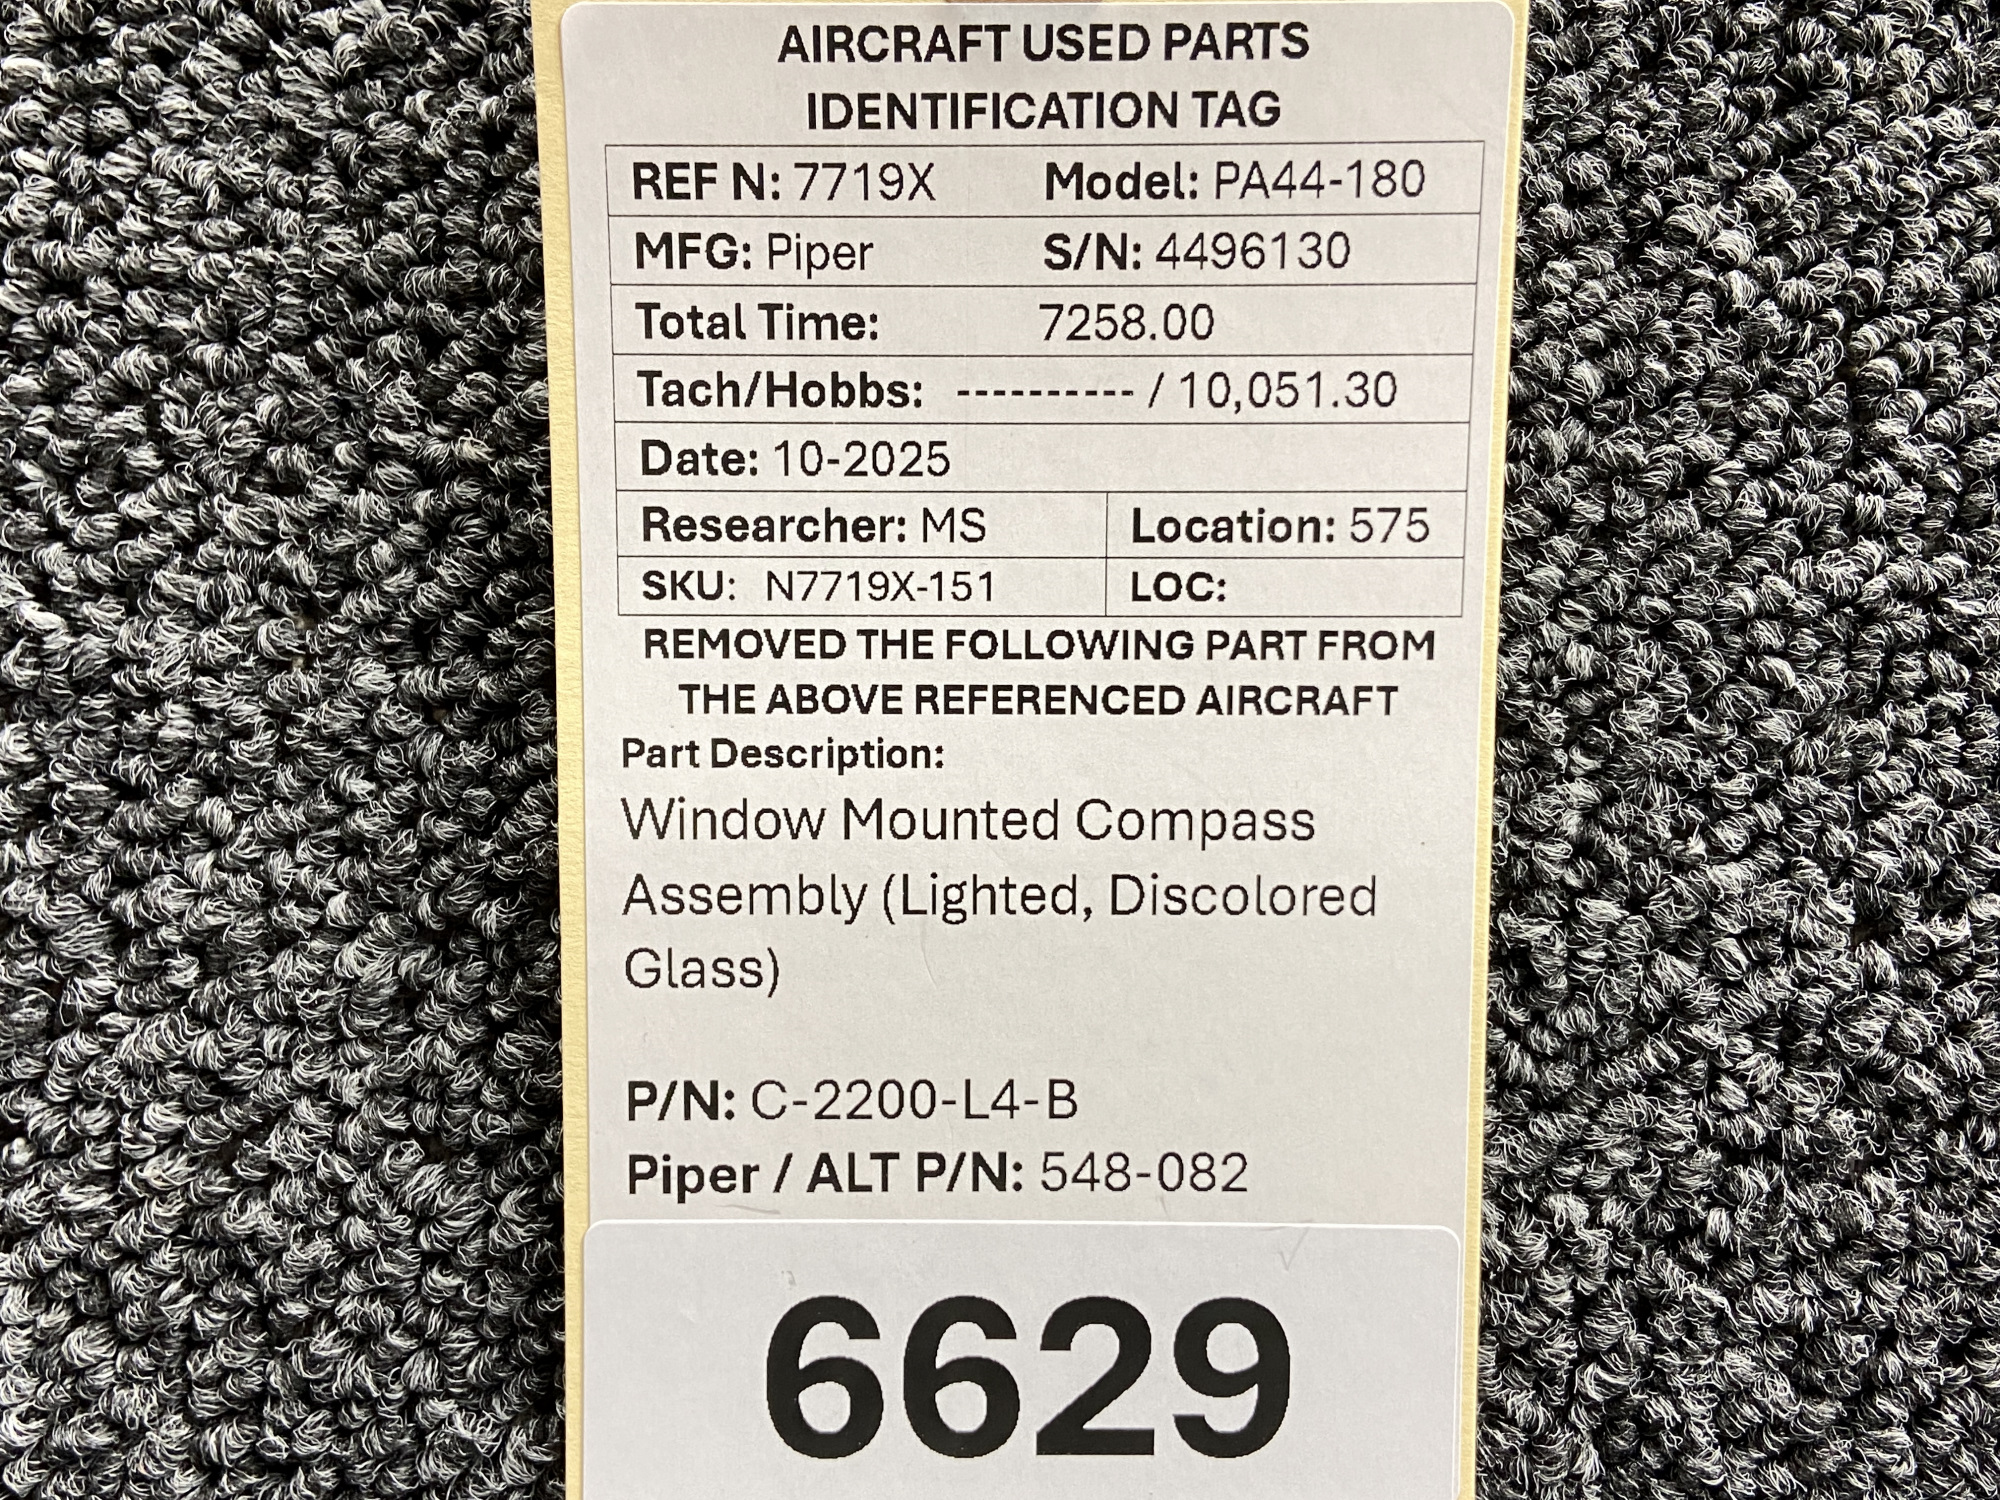 AIRCRAFT USED PARTS
IDENTIFICATION TAG
REF N: 7719X Model: PA44-180
MFG: Piper S/N: 4496130
Total Time: 7258.00
Tach/Hobbs: ---------- / 10,051.30
Date: 10-2025
Researcher: MS Location: 575
SKU: N7719X-151 LOC:
REMOVED THE FOLLOWING PART FROM
THE ABOVE REFERENCED AIRCRAFT
Part Description:
Window Mounted Compass
Assembly (Lighted, Discolored
Glass)
P/N: C-2200-L4-B
Piper / ALT P/N: 548-082
6629